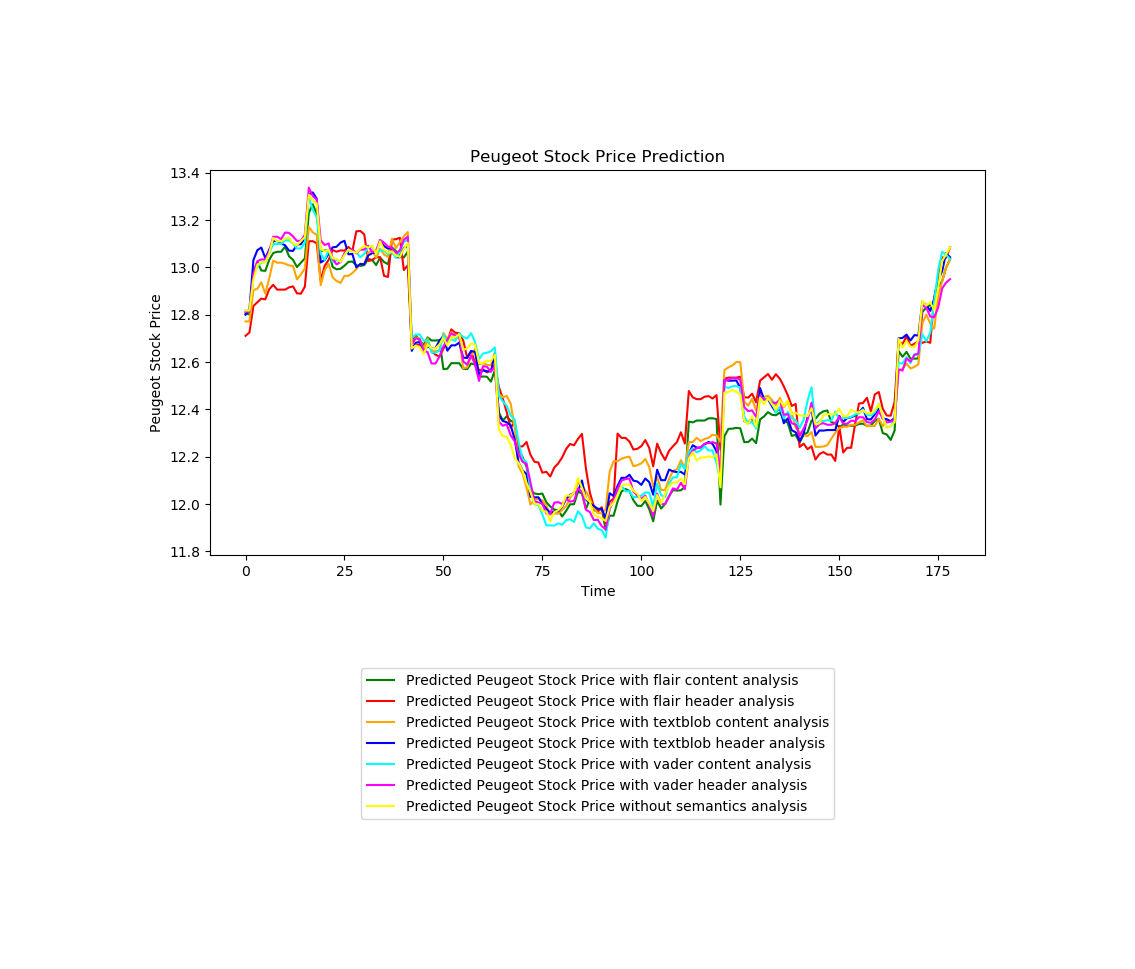 Peugeot Stock Price Prediction
13.4
13.2
13.0
12.8
12.6
12.4
12.2
12.0
11.8
Peugeot Stock Price
0 25 50 75 100 125 150 175
Time
Predicted Peugeot Stock Price with flair content analysis
Predicted Peugeot Stock Price with flair header analysis
Predicted Peugeot Stock Price with textblob content analysis
Predicted Peugeot Stock Price with textblob header analysis
Predicted Peugeot Stock Price with vader content analysis
Predicted Peugeot Stock Price with vader header analysis
Predicted Peugeot Stock Price without semantics analysis